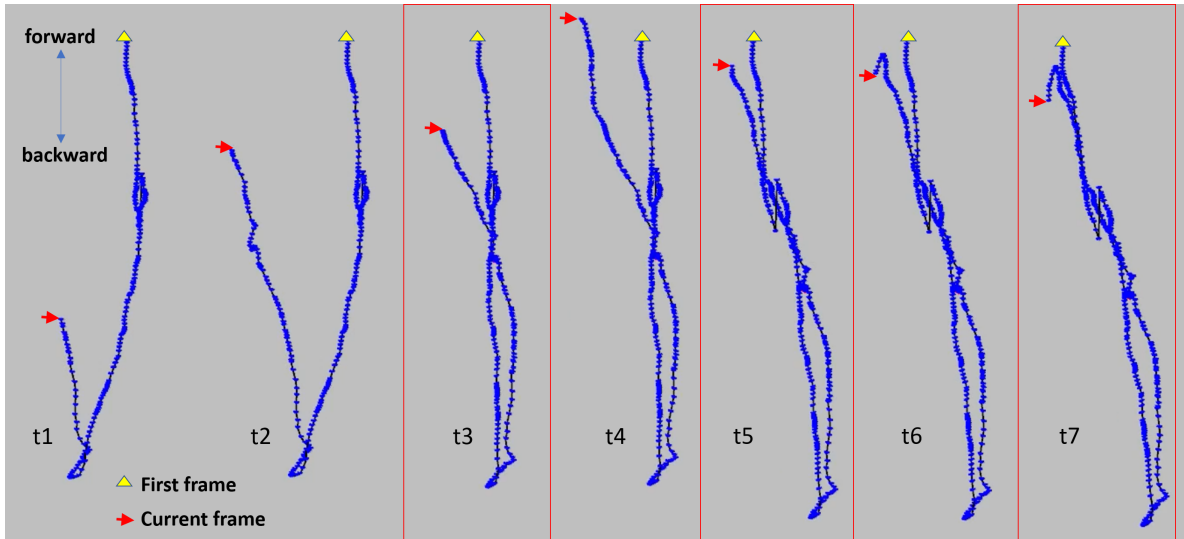 forward
backward
t1
t2
t3
t4
t5
t6
t7
First frame
Current frame